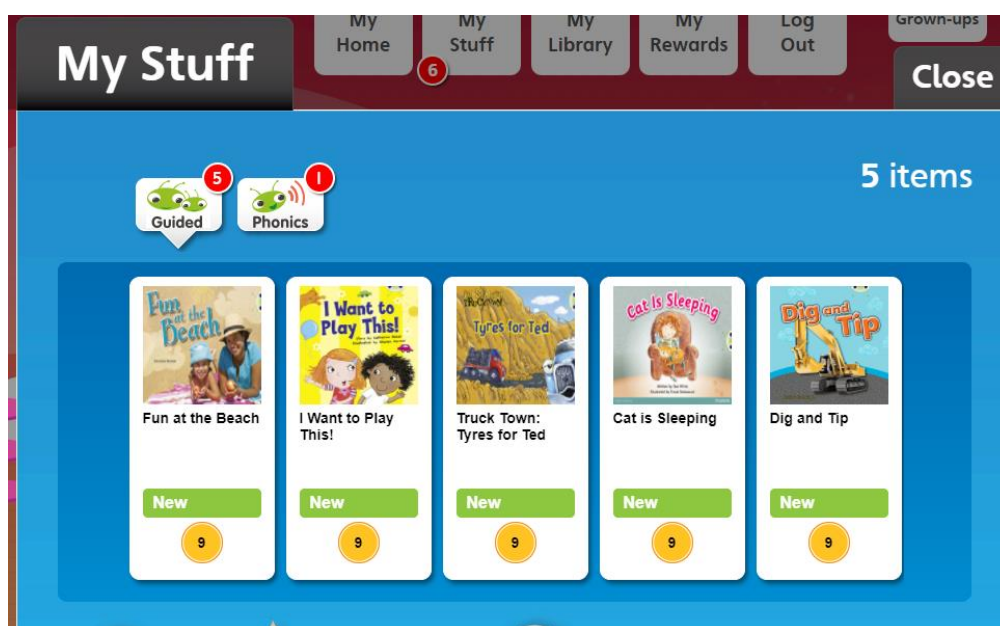 My Stuff
My Home
My Stuff
6
My Library
My Rewards
Log Out
Grown-ups
Close
Guided
5
Phonics
1
5 items
Fun at the Beach
I Want to Play This!
Tyres for Ted
Cat Is Sleeping
Dig and Tip
Fun at the Beach
I Want to Play
This!
Truck Town:
Tyres for Ted
Cat is Sleeping
Dig and Tip
New
New
New
New
New
9
9
9
9
9